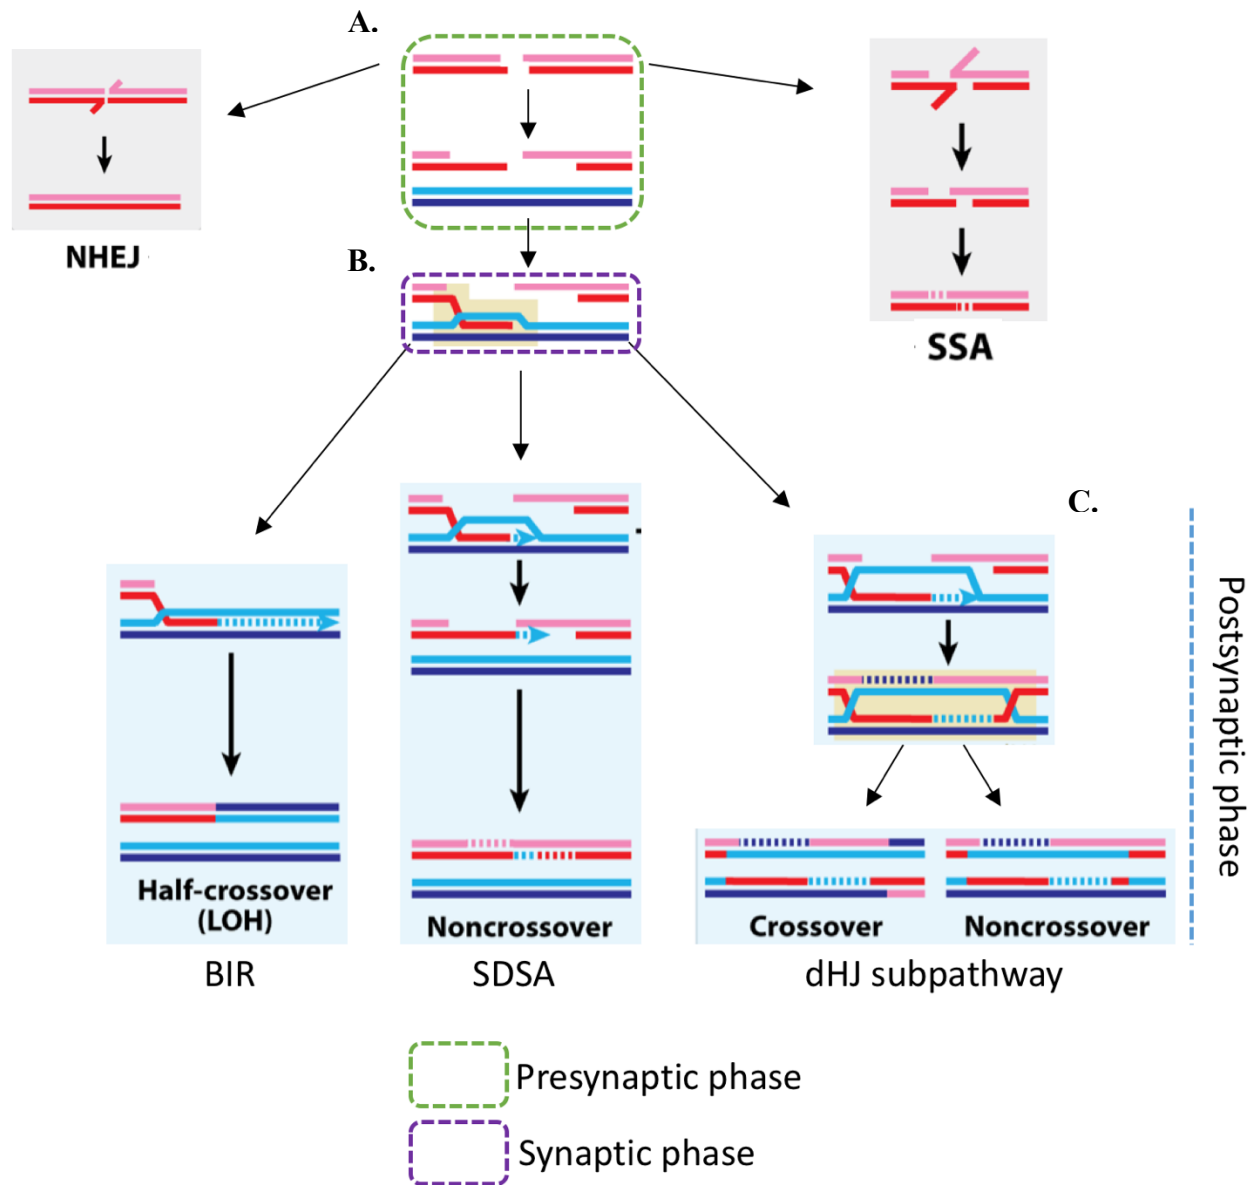 A.
NHEJ
B.
SSA
C.
Postsynaptic phase
Half-crossover
(LOH)
Noncrossover
Crossover
Noncrossover
BIR
SDSA
dHJ subpathway
Presynaptic phase
Synaptic phase